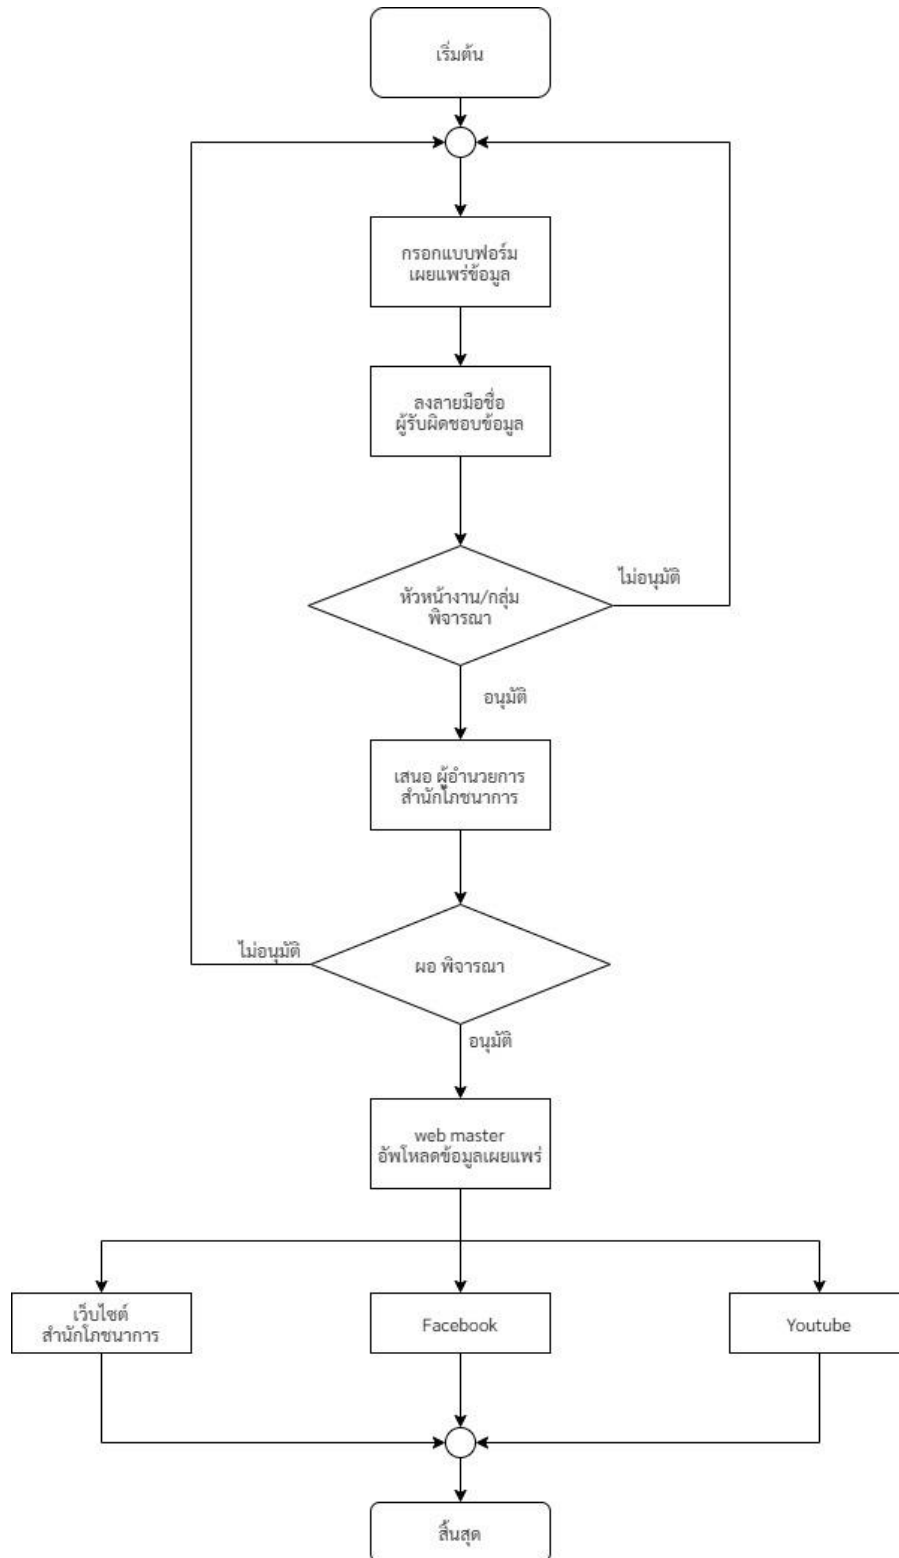 เริ่มต้น
กรอกแบบฟอร์ม
เผยแพร่ข้อมูล
ลงลายมือชื่อ
ผู้รับผิดชอบข้อมูล
หัวหน้างาน/กลุ่ม
พิจารณา
ไม่อนุมัติ
อนุมัติ
เสนอ ผู้อำนวยการ
สำนักโภชนาการ
ไม่อนุมัติ
ผอ พิจารณา
อนุมัติ
web master
อัพโหลดข้อมูลเผยแพร่
เว็บไซต์
สำนักโภชนาการ
Facebook
Youtube
สิ้นสุด